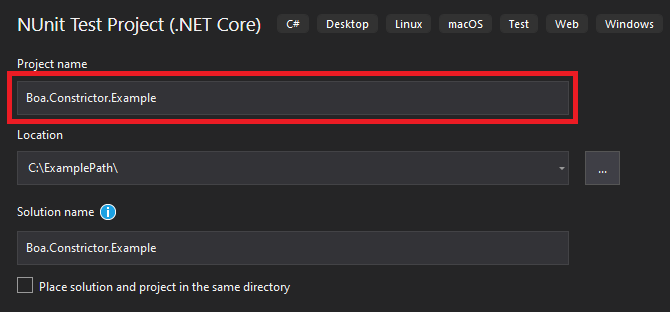 NUnit Test Project (.NET Core) C# Desktop Linux macOS Test Web Windows
Project name
Boa.Constrictor.Example
Location
C:\ExamplePath\
...
Solution name
Boa.Constrictor.Example
Place solution and project in the same directory